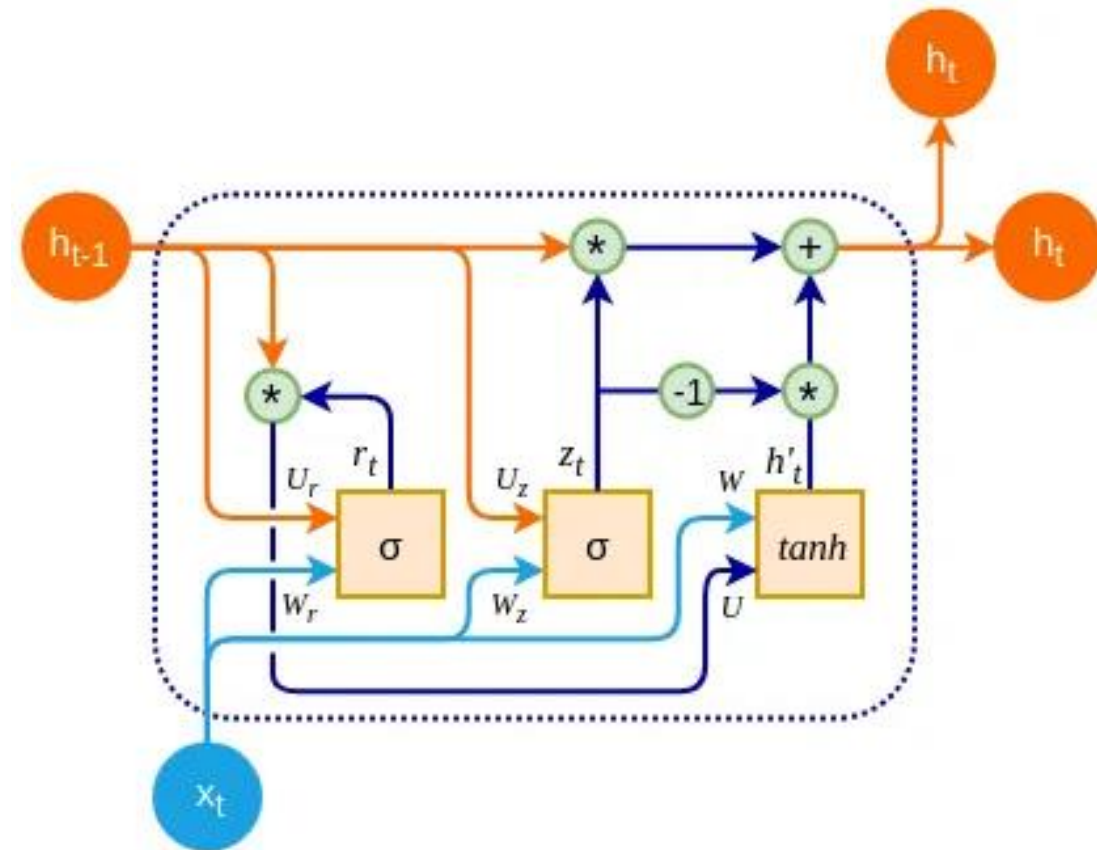 h_t
h_{t-1}
*
+
h_t
*
-1
*
r_t
z_t
h'_t
U_r
U_z
W
σ
σ
tanh
W_r
W_z
U
x_t